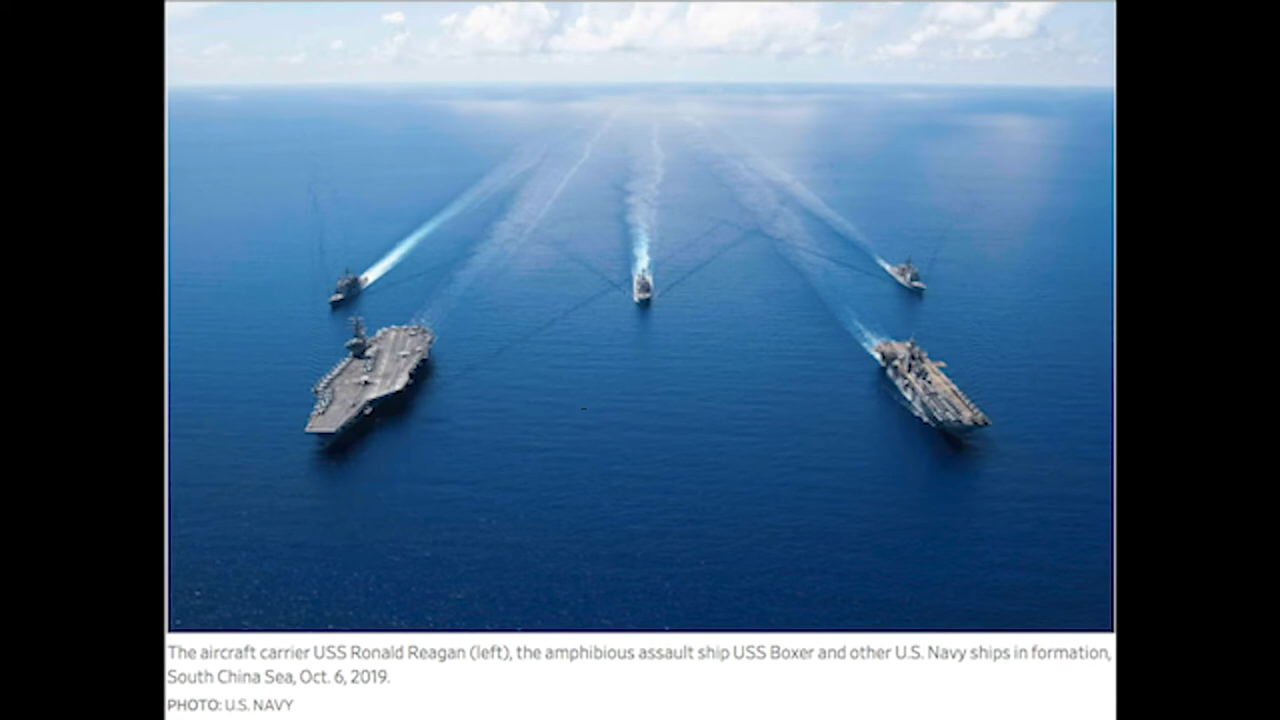 The aircraft carrier USS Ronald Reagan (left), the amphibious assault ship USS Boxer and other U.S. Navy ships in formation,
South China Sea, Oct. 6, 2019.
PHOTO: U.S. NAVY